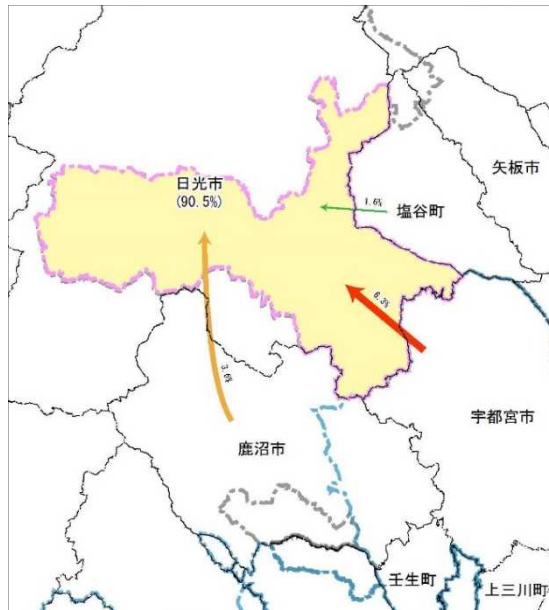 矢板市
日光市
(90.5%)
1.6%
塩谷町
6.3%
3.6%
宇都宮市
鹿沼市
壬生町
上三川町